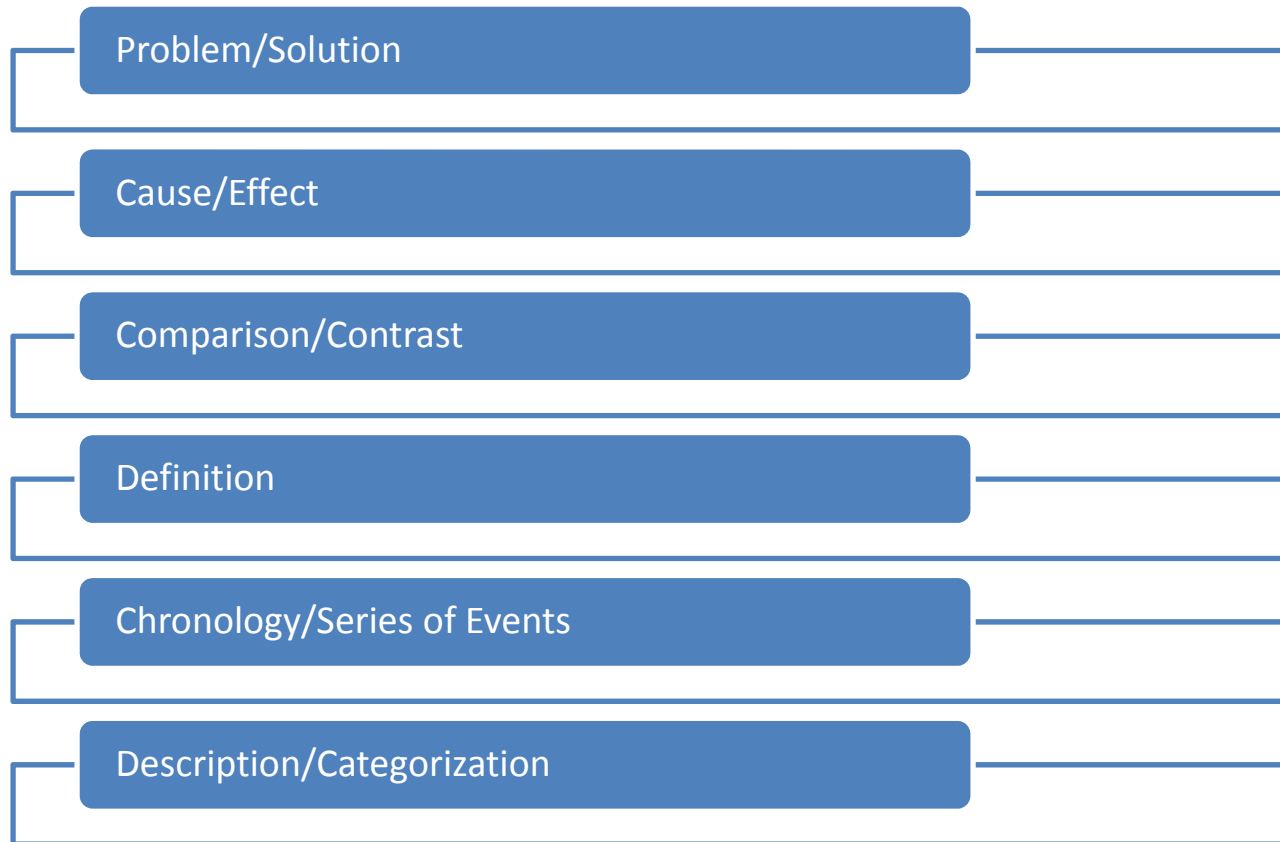 Problem/Solution
Cause/Effect
Comparison/Contrast
Definition
Chronology/Series of Events
Description/Categorization